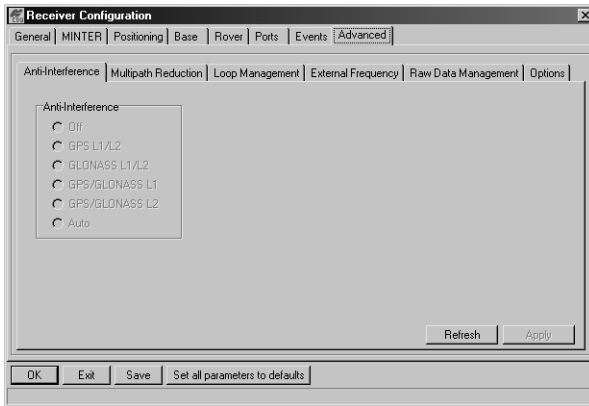 Receiver Configuration
General MINTER Positioning Base Rover Ports Events Advanced
Anti-Interference Multipath Reduction Loop Management External Frequency Raw Data Management Options
Anti-Interference
Off
GPS L1/L2
GLONASS L1/L2
GPS/GLONASS L1
GPS/GLONASS L2
Auto
Refresh Apply
OK Exit Save Set all parameters to defaults